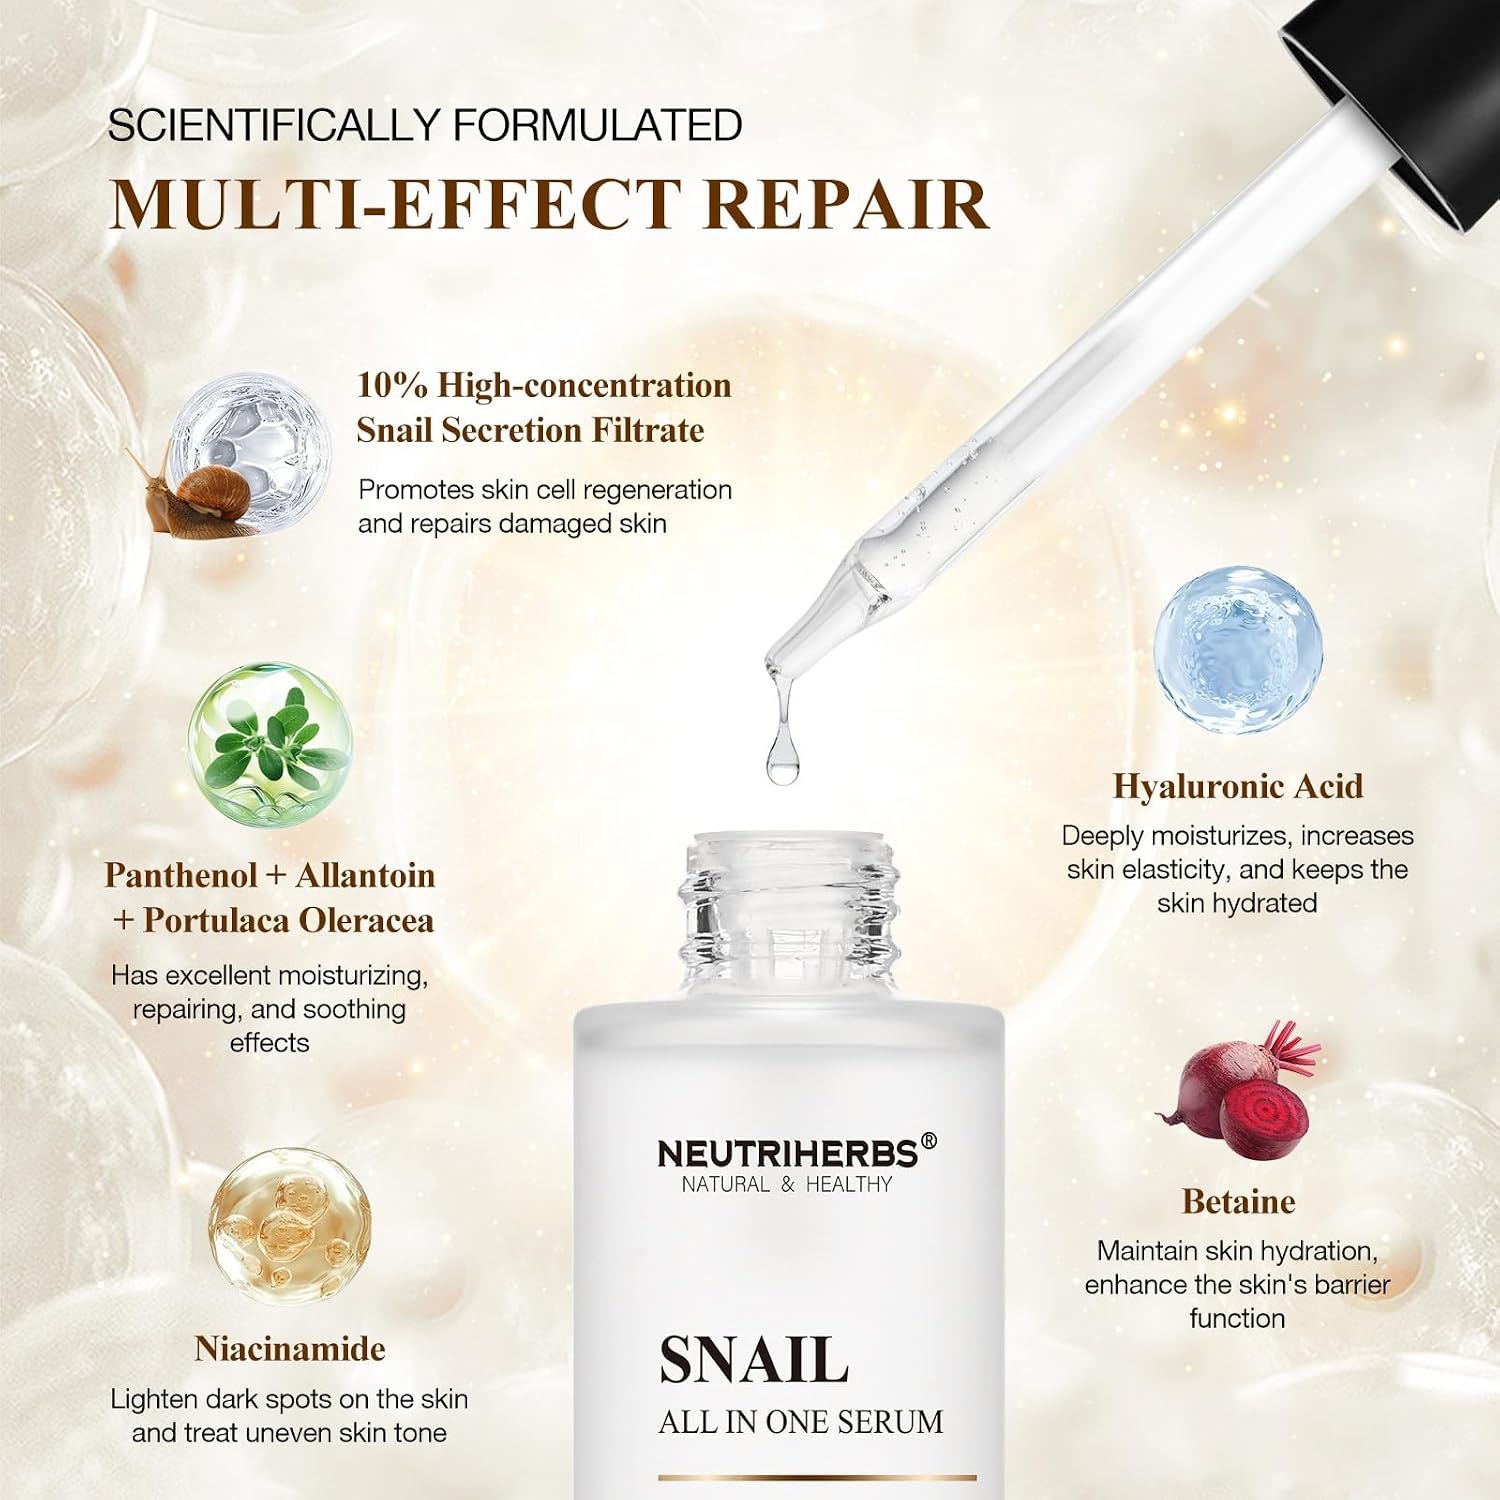 SCIENTIFICALLY FORMULATED
MULTI-EFFECT REPAIR
10% High-concentration
Snail Secretion Filtrate
Promotes skin cell regeneration
and repairs damaged skin
Panthenol + Allantoin
+ Portulaca Oleracea
Has excellent moisturizing,
repairing, and soothing
effects
Niacinamide
Lighten dark spots on the skin
and treat uneven skin tone
Hyaluronic Acid
Deeply moisturizes, increases
skin elasticity, and keeps the
skin hydrated
Betaine
Maintain skin hydration,
enhance the skin's barrier
function
NEUTRIHERBS®
NATURAL & HEALTHY
SNAIL
ALL IN ONE SERUM